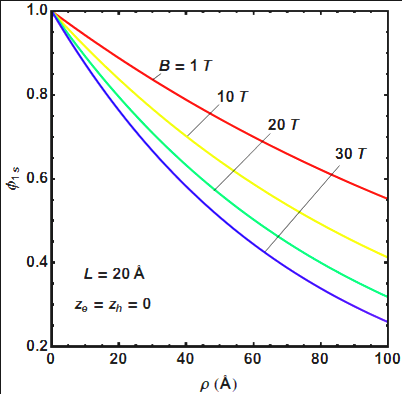 1.0
0.8
0.6
0.4
0.2
ϕ1 s
B = 1 T
10 T
20 T
30 T
L = 20 Å
ze = zh = 0
0 20 40 60 80 100
ρ (Å)